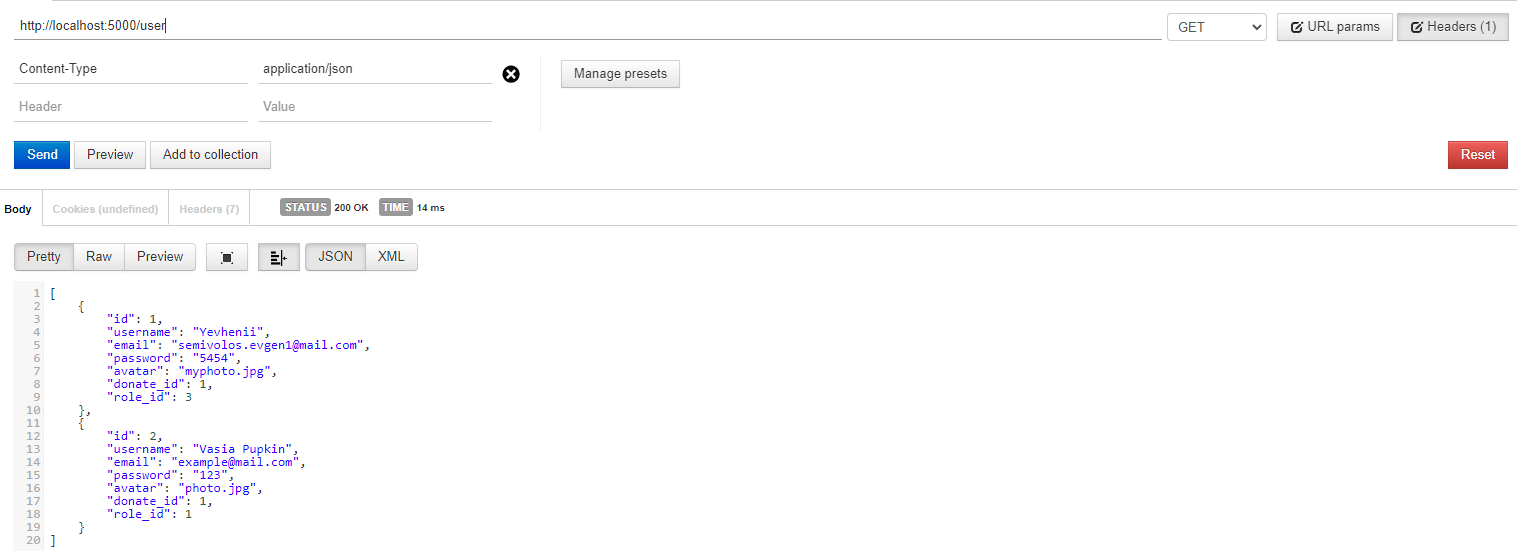 http://localhost:5000/user GET URL params Headers (1)
Content-Type application/json Manage presets
Header Value
Send Preview Add to collection Reset
Body Cookies (undefined) Headers (7) STATUS 200 OK TIME 14 ms
Pretty Raw Preview JSON XML
1 [
2 {
3 "id": 1,
4 "username": "Yevhenii",
5 "email": "semivolos.evgen1@mail.com",
6 "password": "5454",
7 "avatar": "myphoto.jpg",
8 "donate_id": 1,
9 "role_id": 3
10 },
11 {
12 "id": 2,
13 "username": "Vasia Pupkin",
14 "email": "example@mail.com",
15 "password": "123",
16 "avatar": "photo.jpg",
17 "donate_id": 1,
18 "role_id": 1
19 }
20 ]